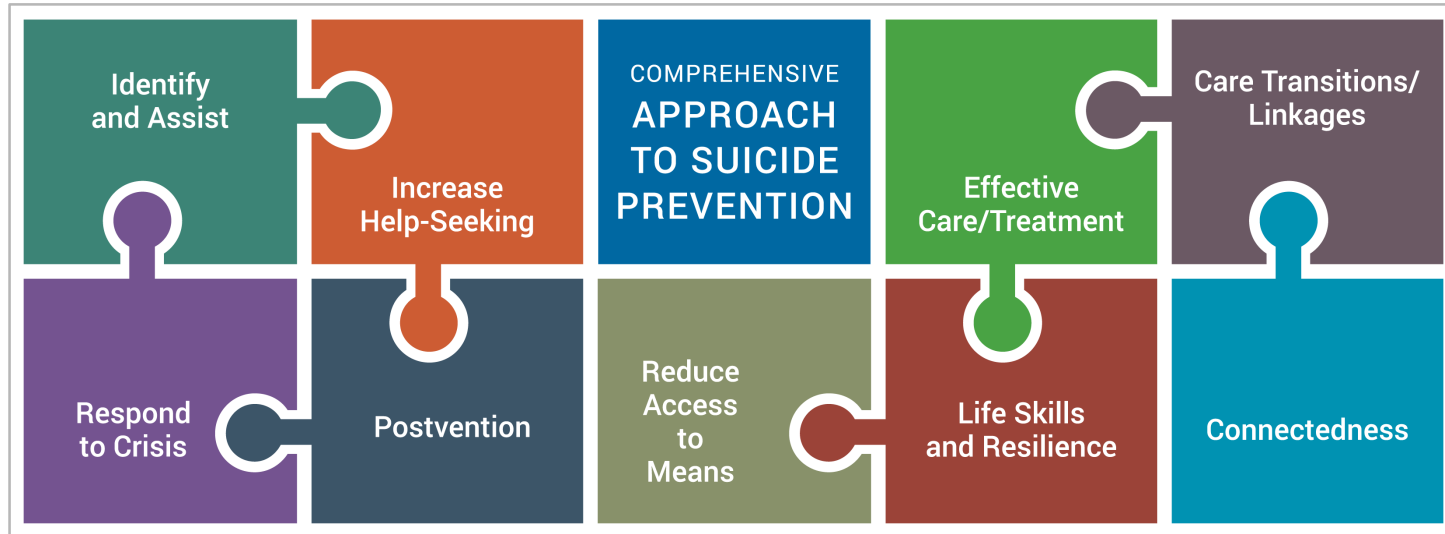 Identify
and Assist
Increase
Help-Seeking
COMPREHENSIVE
APPROACH
TO SUICIDE
PREVENTION
Effective
Care/Treatment
Care Transitions/
Linkages
Respond
to Crisis
Postvention
Reduce
Access
to
Means
Life Skills
and Resilience
Connectedness